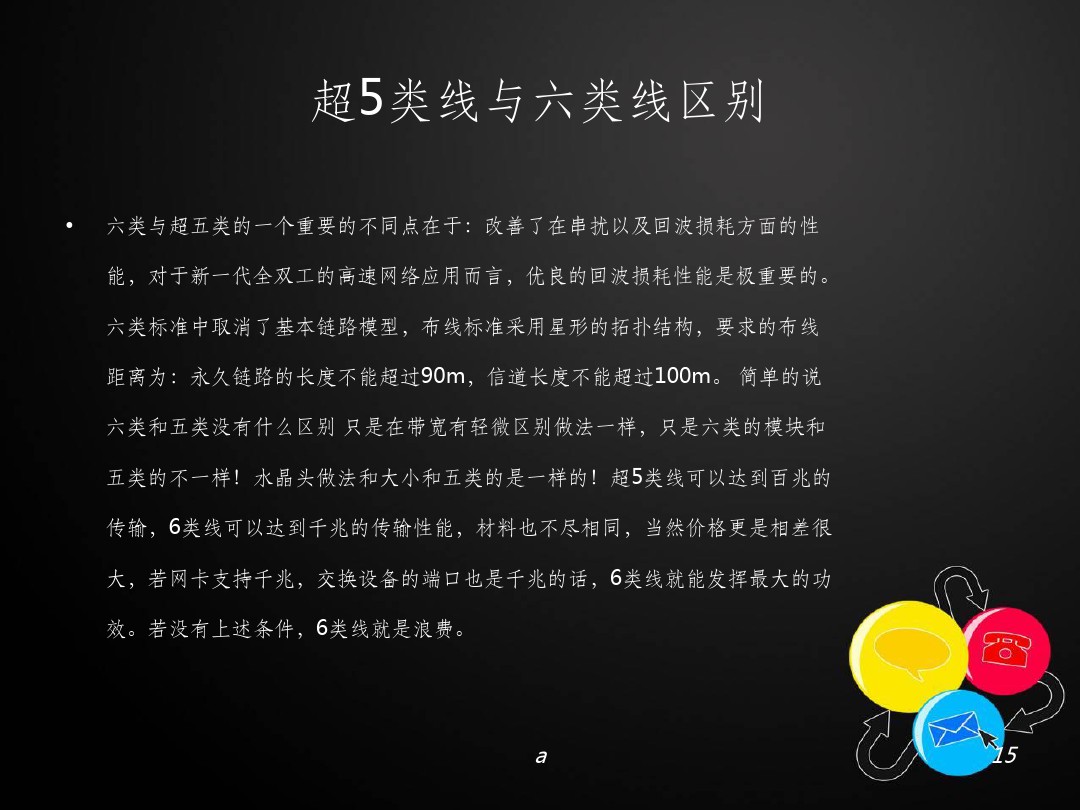 超5类线与六类线区别
• 六类与超五类的一个重要的不同点在于：改善了在串扰以及回波损耗方面的性
能，对于新一代全双工的高速网络应用而言，优良的回波损耗性能是极重要的。
六类标准中取消了基本链路模型，布线标准采用星形的拓扑结构，要求的布线
距离为：永久链路的长度不能超过90m，信道长度不能超过100m。 简单的说
六类和五类没有什么区别 只是在带宽有轻微区别做法一样，只是六类的模块和
五类的不一样！水晶头做法和大小和五类的是一样的！超5类线可以达到百兆的
传输，6类线可以达到千兆的传输性能，材料也不尽相同，当然价格更是相差很
大，若网卡支持千兆，交换设备的端口也是千兆的话，6类线就能发挥最大的功
效。若没有上述条件，6类线就是浪费。
a
15